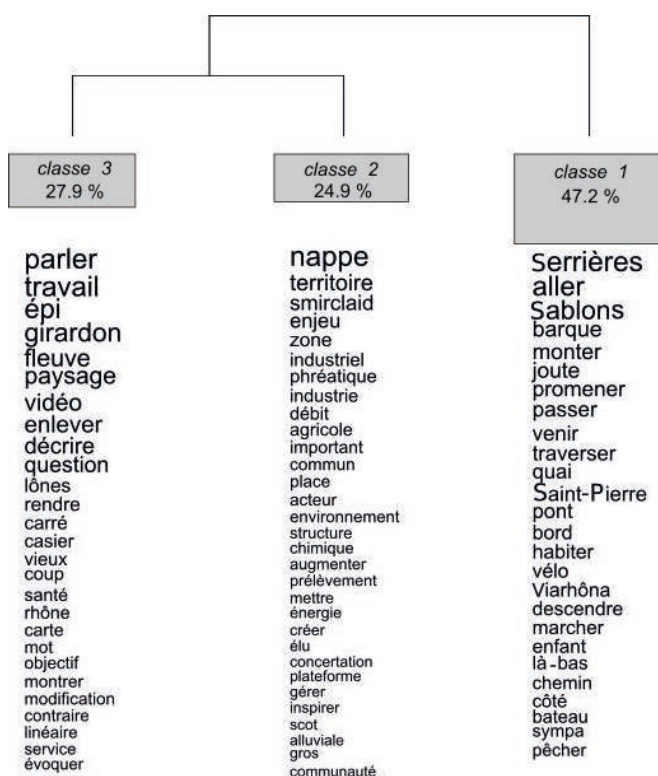 classe 3
27.9 %
parler
travail
épi
girardon
fleuve
paysage
vidéo
enlever
décrire
question
lônes
rendre
carré
casier
vieux
coup
santé
rhône
carte
mot
objectif
montrer
modification
contraire
linéaire
service
évoquer
classe 2
24.9 %
nappe
territoire
smirclaid
enjeu
zone
industriel
phréatique
industrie
débit
agricole
important
commun
place
acteur
environnement
structure
chimique
augmenter
prélèvement
mettre
énergie
créer
élu
concertation
plateforme
gérer
inspirer
scot
alluviale
gros
communauté
classe 1
47.2 %
Serrières
aller
Sablons
barque
monter
joute
promener
passer
venir
traverser
quai
Saint-Pierre
pont
bord
habiter
vélo
Viarhôna
descendre
marcher
enfant
là-bas
chemin
côté
bateau
sympa
pêcher